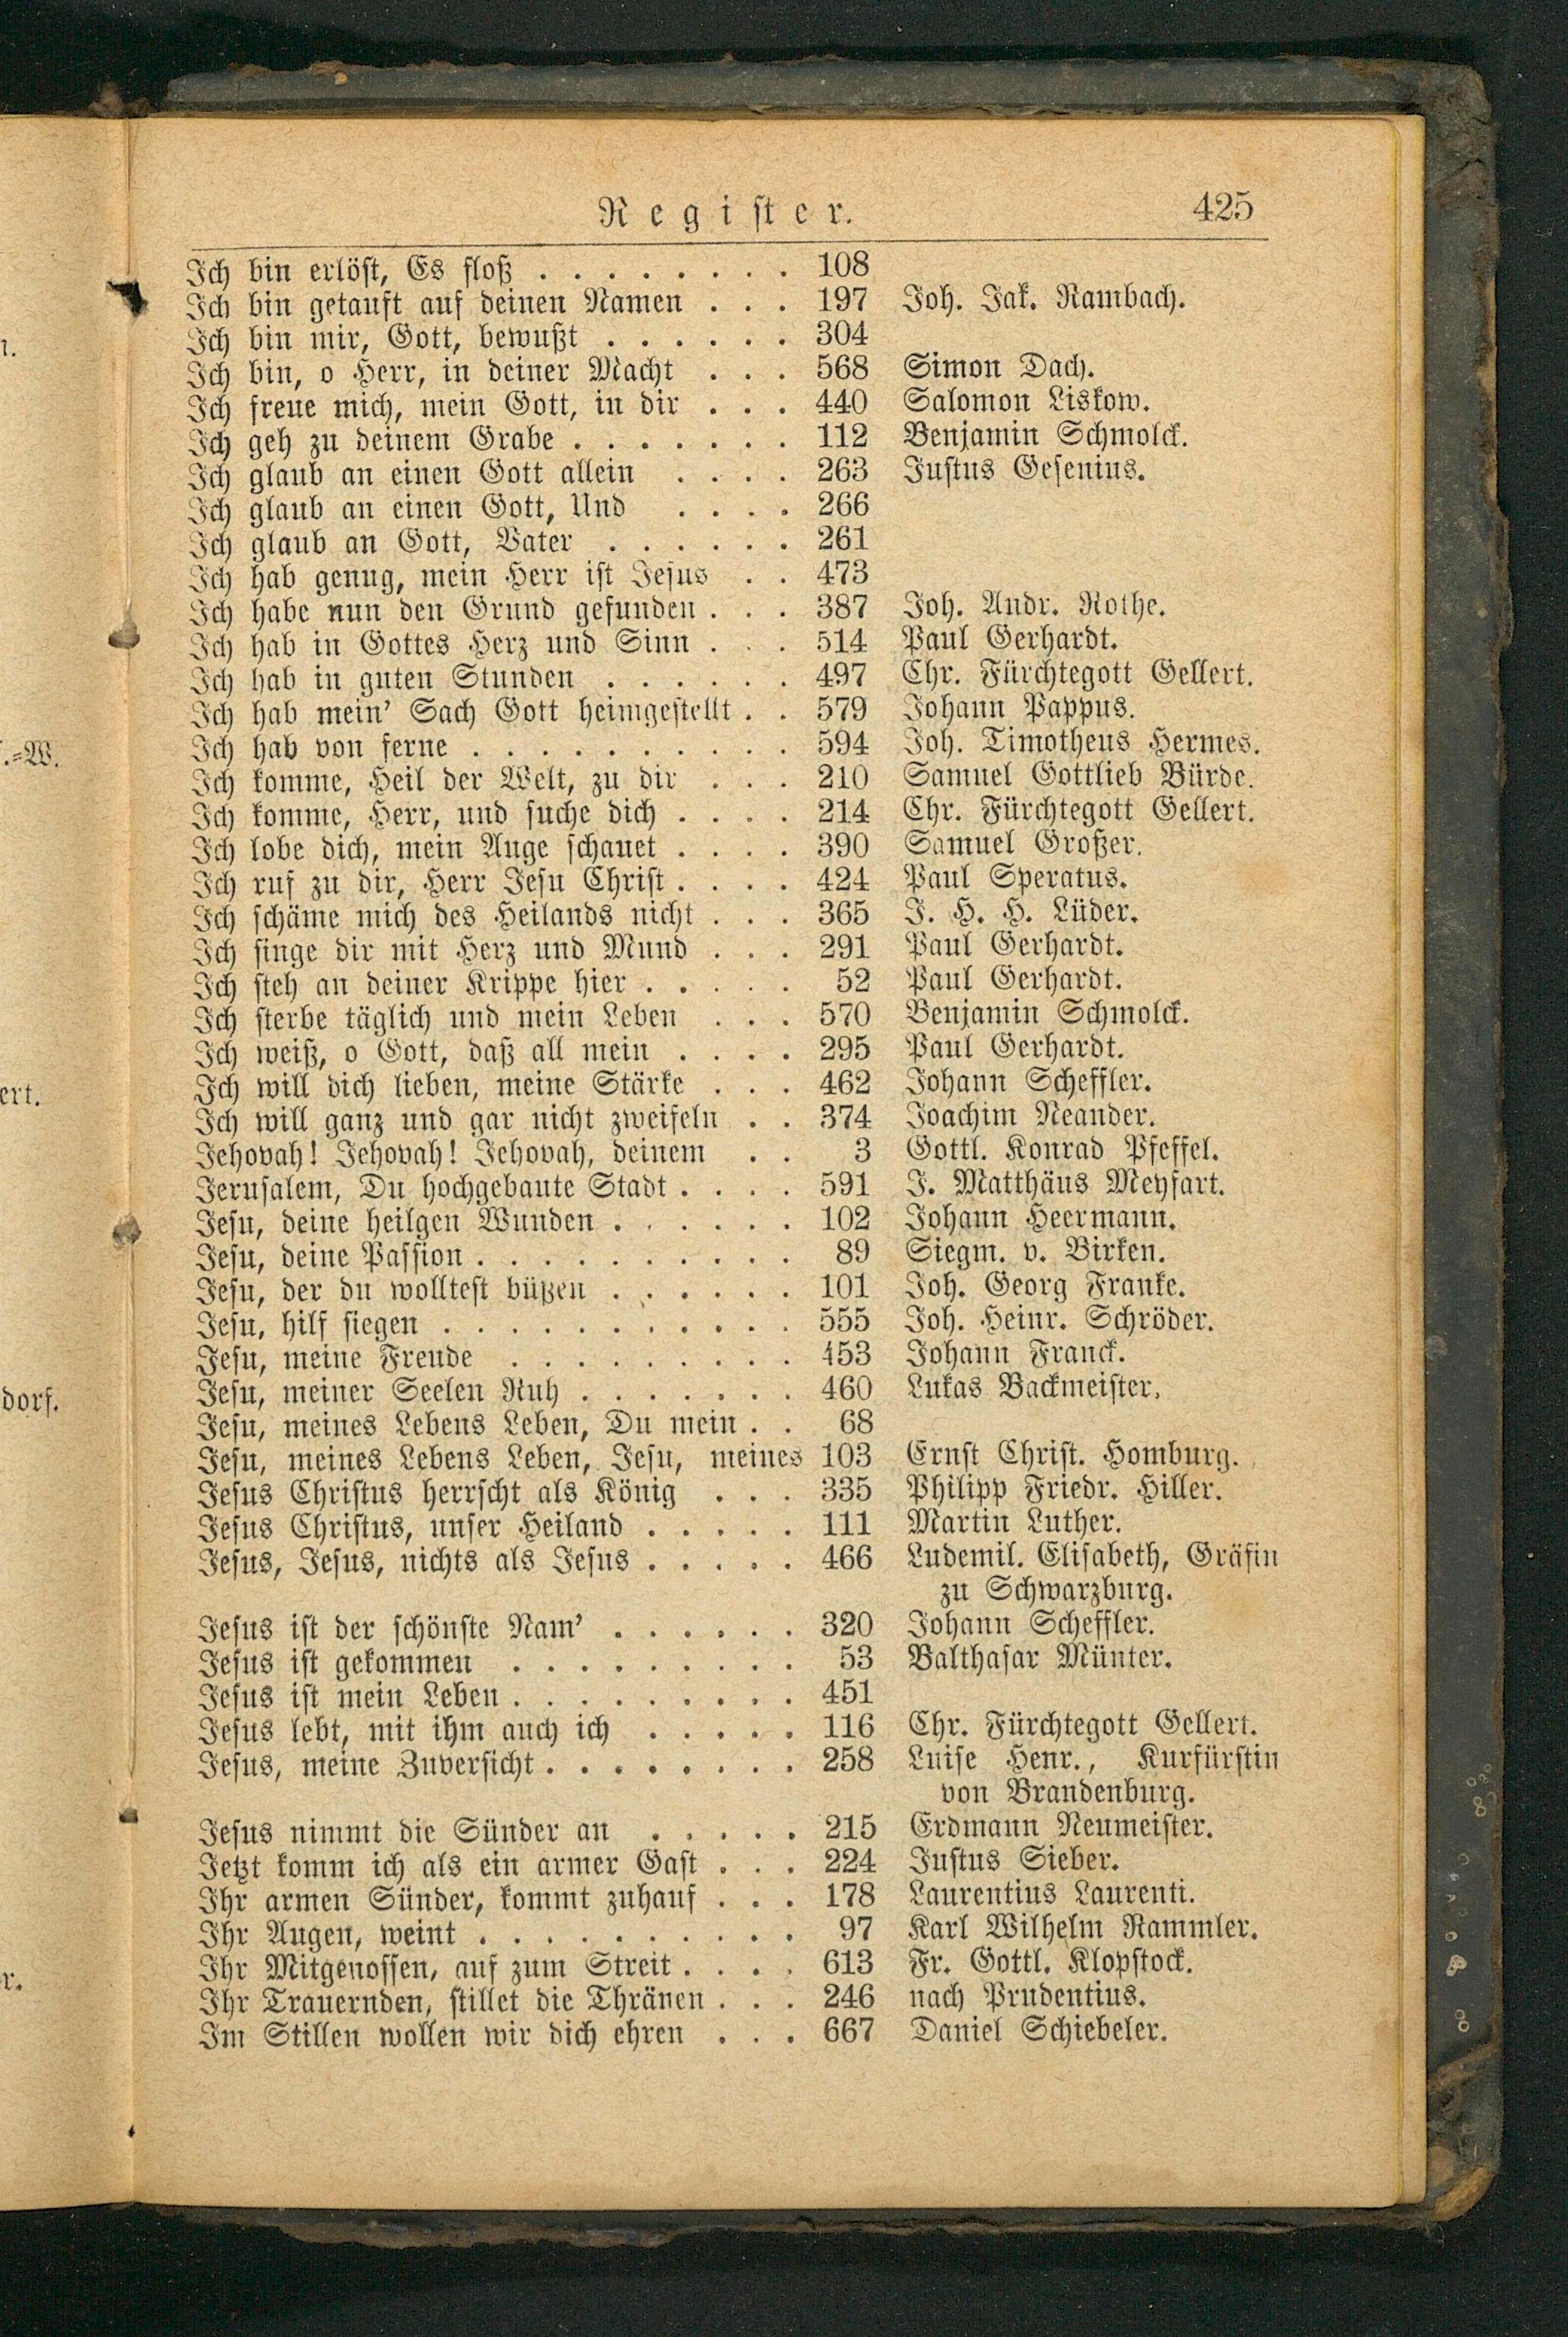 Register. 425
Ich bin erlöst, Es floß . . . . . . . . 108
Ich bin getauft auf deinen Namen . . . 197 Joh. Jak. Rambach.
Ich bin mir, Gott, bewußt . . . . . . 304
Ich bin, o Herr, in deiner Macht . . . 568 Simon Dach.
Ich freue mich, mein Gott, in dir . . . 440 Salomon Liskow.
Ich geh zu deinem Grabe . . . . . . . 112 Benjamin Schmolck.
Ich glaub an einen Gott allein . . . . 263 Justus Gesenius.
Ich glaub an einen Gott, Und . . . . 266
Ich glaub an Gott, Vater . . . . . . 261
Ich hab genug, mein Herr ist Jesus . . 473
Ich habe nun den Grund gefunden . . . 387 Joh. Andr. Rothe.
Ich hab in Gottes Herz und Sinn . . . 514 Paul Gerhardt.
Ich hab in guten Stunden . . . . . . 497 Chr. Fürchtegott Gellert.
Ich hab mein' Sach Gott heimgestellt . . 579 Johann Pappus.
Ich hab von ferne . . . . . . . . . . 594 Joh. Timotheus Hermes.
Ich komme, Heil der Welt, zu dir . . . 210 Samuel Gottlieb Bürde.
Ich komme, Herr, und suche dich . . . . 214 Chr. Fürchtegott Gellert.
Ich lobe dich, mein Auge schauet . . . . 390 Samuel Großer.
Ich ruf zu dir, Herr Jesu Christ . . . . 424 Paul Speratus.
Ich schäme mich des Heilands nicht . . . 365 J. H. H. Lüder.
Ich singe dir mit Herz und Mund . . . 291 Paul Gerhardt.
Ich steh an deiner Krippe hier . . . . . 52 Paul Gerhardt.
Ich sterbe täglich und mein Leben . . . 570 Benjamin Schmolck.
Ich weiß, o Gott, daß all mein . . . . 295 Paul Gerhardt.
Ich will dich lieben, meine Stärke . . . 462 Johann Scheffler.
Ich will ganz und gar nicht zweifeln . . 374 Joachim Neander.
Jehovah! Jehovah! Jehovah, deinem . . 3 Gottl. Konrad Pfeffel.
Jerusalem, Du hochgebaute Stadt . . . . 591 J. Matthäus Meyfart.
Jesu, deine heilgen Wunden . . . . . . 102 Johann Heermann.
Jesu, deine Passion . . . . . . . . . . 89 Siegm. v. Birken.
Jesu, der du wolltest büßen . . . . . . 101 Joh. Georg Franke.
Jesu, hilf siegen . . . . . . . . . . . 555 Joh. Heinr. Schröder.
Jesu, meine Freude . . . . . . . . . 453 Johann Franck.
Jesu, meiner Seelen Ruh . . . . . . . 460 Lukas Backmeister.
Jesu, meines Lebens Leben, Du mein . . 68
Jesu, meines Lebens Leben, Jesu, meines 103 Ernst Christ. Homburg.
Jesus Christus herrscht als König . . . 335 Philipp Friedr. Hiller.
Jesus Christus, unser Heiland . . . . . 111 Martin Luther.
Jesus, Jesus, nichts als Jesus . . . . . 466 Ludemil. Elisabeth, Gräfin
zu Schwarzburg.
Jesus ist der schönste Nam' . . . . . . 320 Johann Scheffler.
Jesus ist gekommen . . . . . . . . . 53 Balthasar Münter.
Jesus ist mein Leben . . . . . . . . . 451
Jesus lebt, mit ihm auch ich . . . . . 116 Chr. Fürchtegott Gellert.
Jesus, meine Zuversicht . . . . . . . . 258 Luise Henr., Kurfürstin
von Brandenburg.
Jesus nimmt die Sünder an . . . . . 215 Erdmann Neumeister.
Jetzt komm ich als ein armer Gast . . . 224 Justus Sieber.
Ihr armen Sünder, kommt zuhauf . . . 178 Laurentius Laurenti.
Ihr Augen, weint . . . . . . . . . . 97 Karl Wilhelm Rammler.
Ihr Mitgenossen, auf zum Streit . . . . 613 Fr. Gottl. Klopstock.
Ihr Trauernden, stillet die Thränen . . . 246 nach Prudentius.
Im Stillen wollen wir dich ehren . . . 667 Daniel Schiebeler.